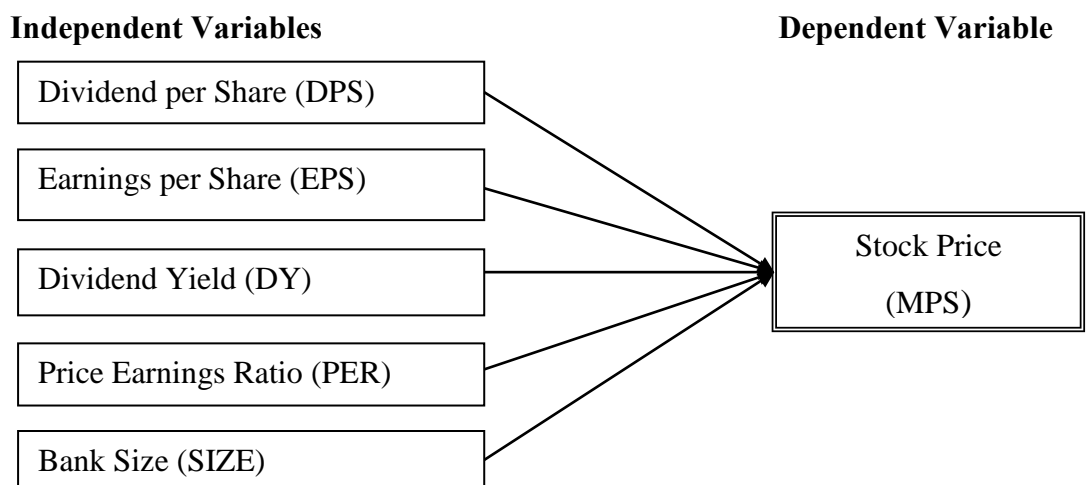 Independent Variables
Dependent Variable
Dividend per Share (DPS)
Earnings per Share (EPS)
Dividend Yield (DY)
Stock Price
(MPS)
Price Earnings Ratio (PER)
Bank Size (SIZE)